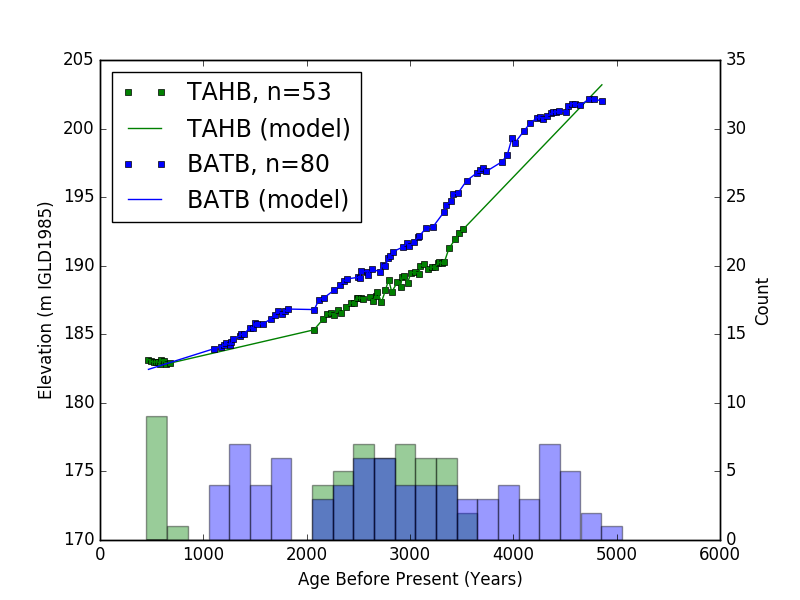 205
200
195
190
185
180
175
170
Elevation (m IGLD1985)
TAHB, n=53
TAHB (model)
BATB, n=80
BATB (model)
35
30
25
20
15
10
5
0
Count
0 1000 2000 3000 4000 5000 6000
Age Before Present (Years)